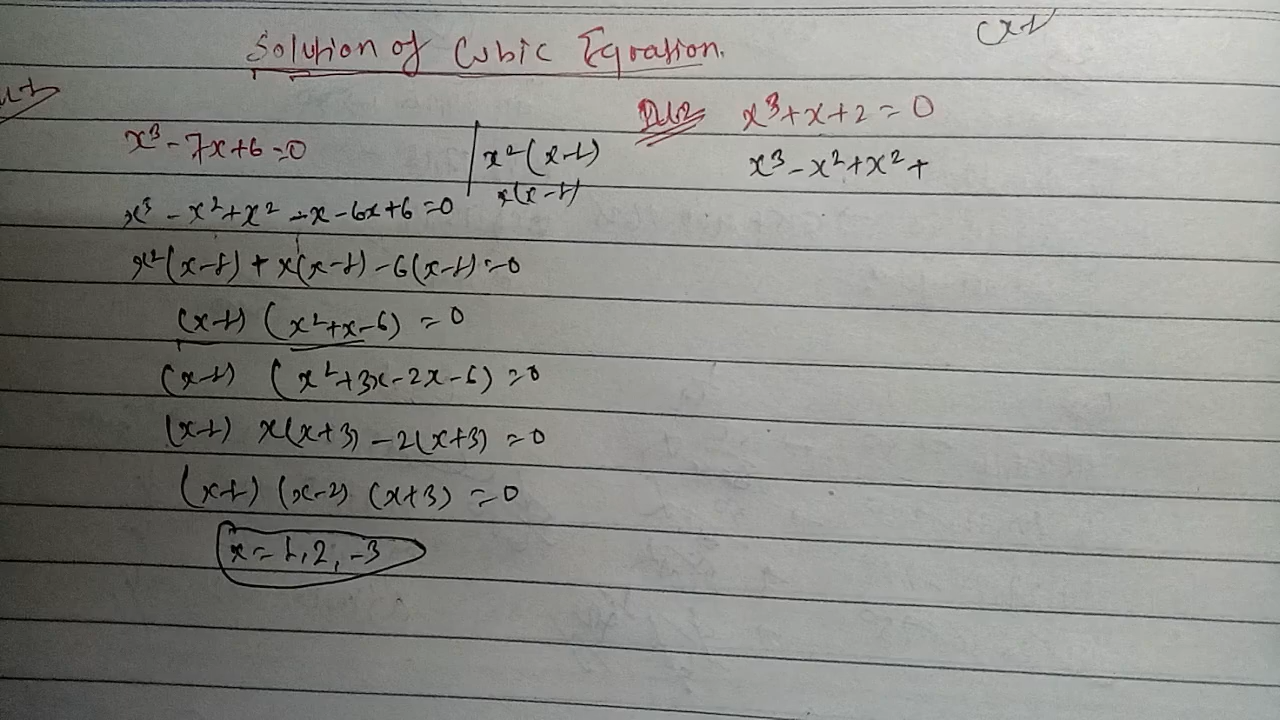 Solution of Cubic Equation.
(x-1
x³ - 7x + 6 = 0
x³ - x² + x² - x - 6x + 6 = 0
x²(x-1) + x(x-1) - 6(x-1) = 0
(x-1) (x²+x-6) = 0
(x-1) (x²+3x-2x-6) = 0
(x-1) x(x+3) - 2(x+3) = 0
(x-1) (x-2) (x+3) = 0
x = 1, 2, -3
x²(x-1)
x(x-1)
x³ + x + 2 = 0
x³ - x² + x² +